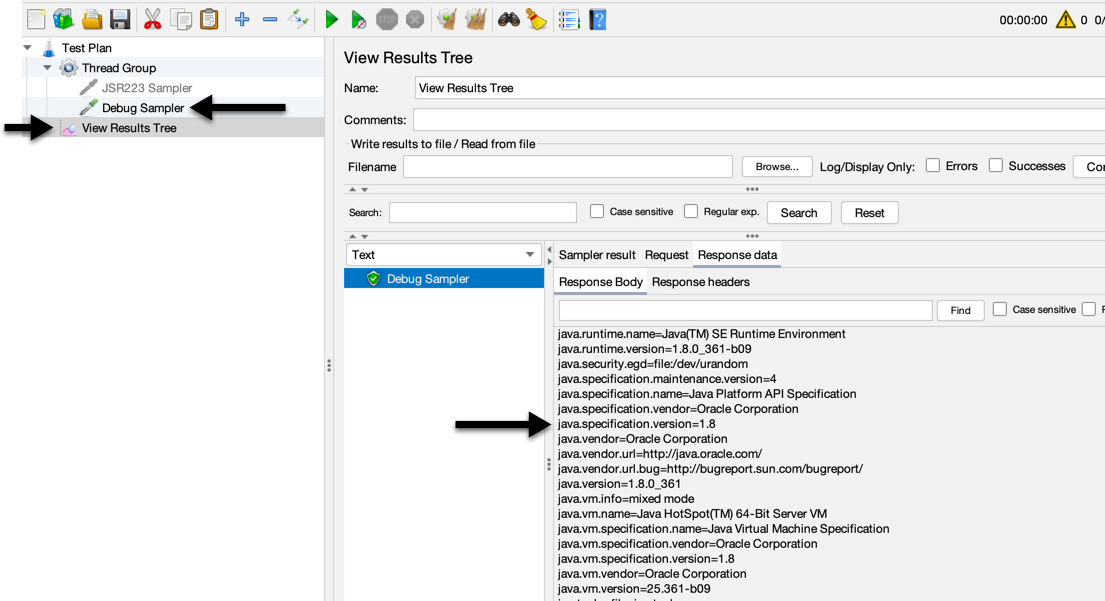 STOP
00:00:00
0
0/
Test Plan
Thread Group
JSR223 Sampler
Debug Sampler
View Results Tree
View Results Tree
Name: View Results Tree
Comments:
Write results to file / Read from file
Filename Browse... Log/Display Only: Errors Successes Con
Search: Case sensitive Regular exp. Search Reset
Text
Debug Sampler
Sampler result Request Response data
Response Body Response headers
Find Case sensitive
java.runtime.name=Java(TM) SE Runtime Environment
java.runtime.version=1.8.0_361-b09
java.security.egd=file:/dev/urandom
java.specification.maintenance.version=4
java.specification.name=Java Platform API Specification
java.specification.vendor=Oracle Corporation
java.specification.version=1.8
java.vendor=Oracle Corporation
java.vendor.url=http://java.oracle.com/
java.vendor.url.bug=http://bugreport.sun.com/bugreport/
java.version=1.8.0_361
java.vm.info=mixed mode
java.vm.name=Java HotSpot(TM) 64-Bit Server VM
java.vm.specification.name=Java Virtual Machine Specification
java.vm.specification.vendor=Oracle Corporation
java.vm.specification.version=1.8
java.vm.vendor=Oracle Corporation
java.vm.version=25.361-b09